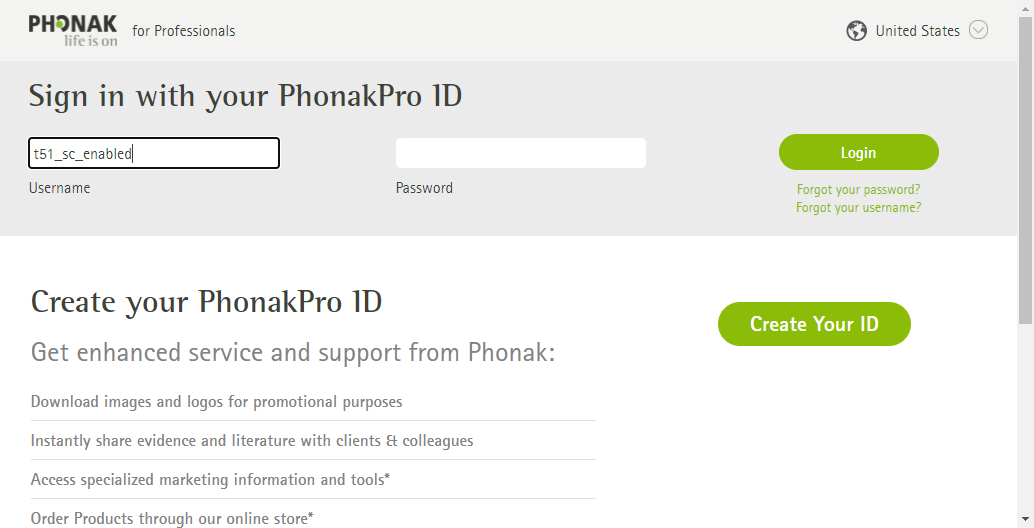 PHONAK
life is on
for Professionals
United States
Sign in with your PhonakPro ID
t51_sc_enabled
Login
Username
Password
Forgot your password?
Forgot your username?
Create your PhonakPro ID
Create Your ID
Get enhanced service and support from Phonak:
Download images and logos for promotional purposes
Instantly share evidence and literature with clients & colleagues
Access specialized marketing information and tools*
Order Products through our online store*